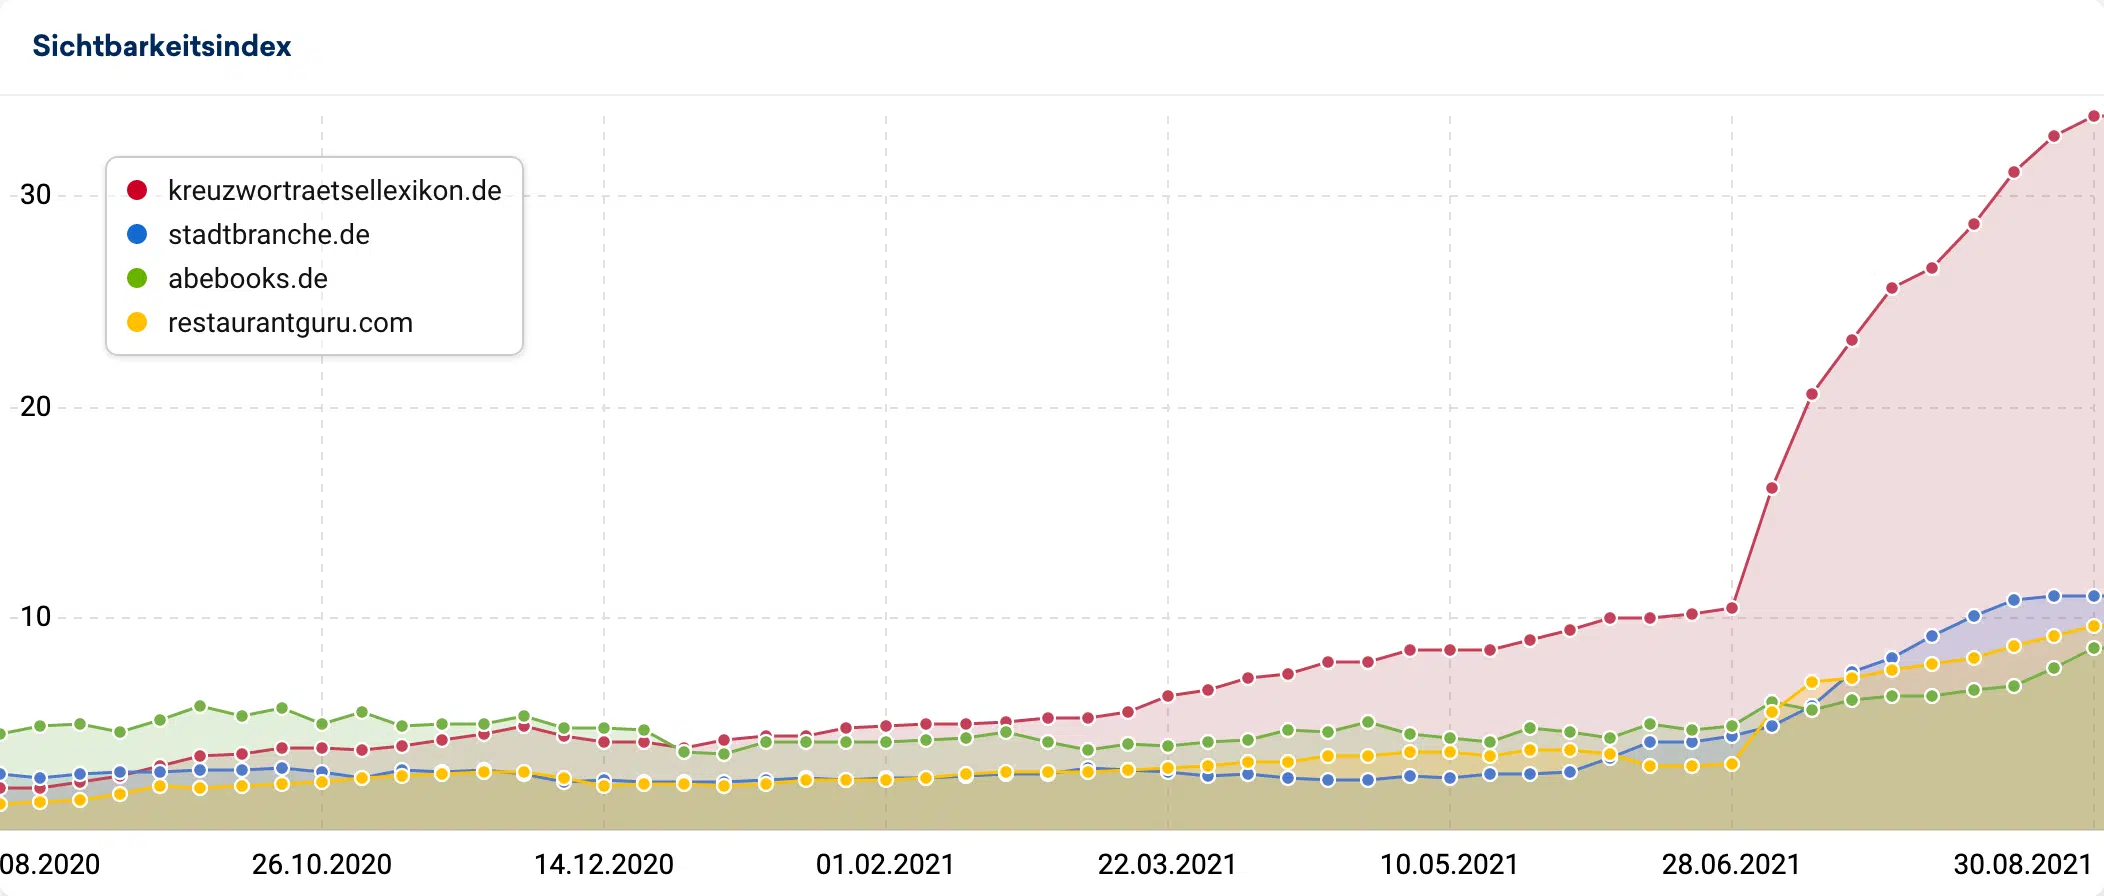 Sichtbarkeitsindex
30
20
10
kreuzwortraetsellexikon.de
stadtbranche.de
abebooks.de
restaurantguru.com
08.2020
26.10.2020
14.12.2020
01.02.2021
22.03.2021
10.05.2021
28.06.2021
30.08.2021